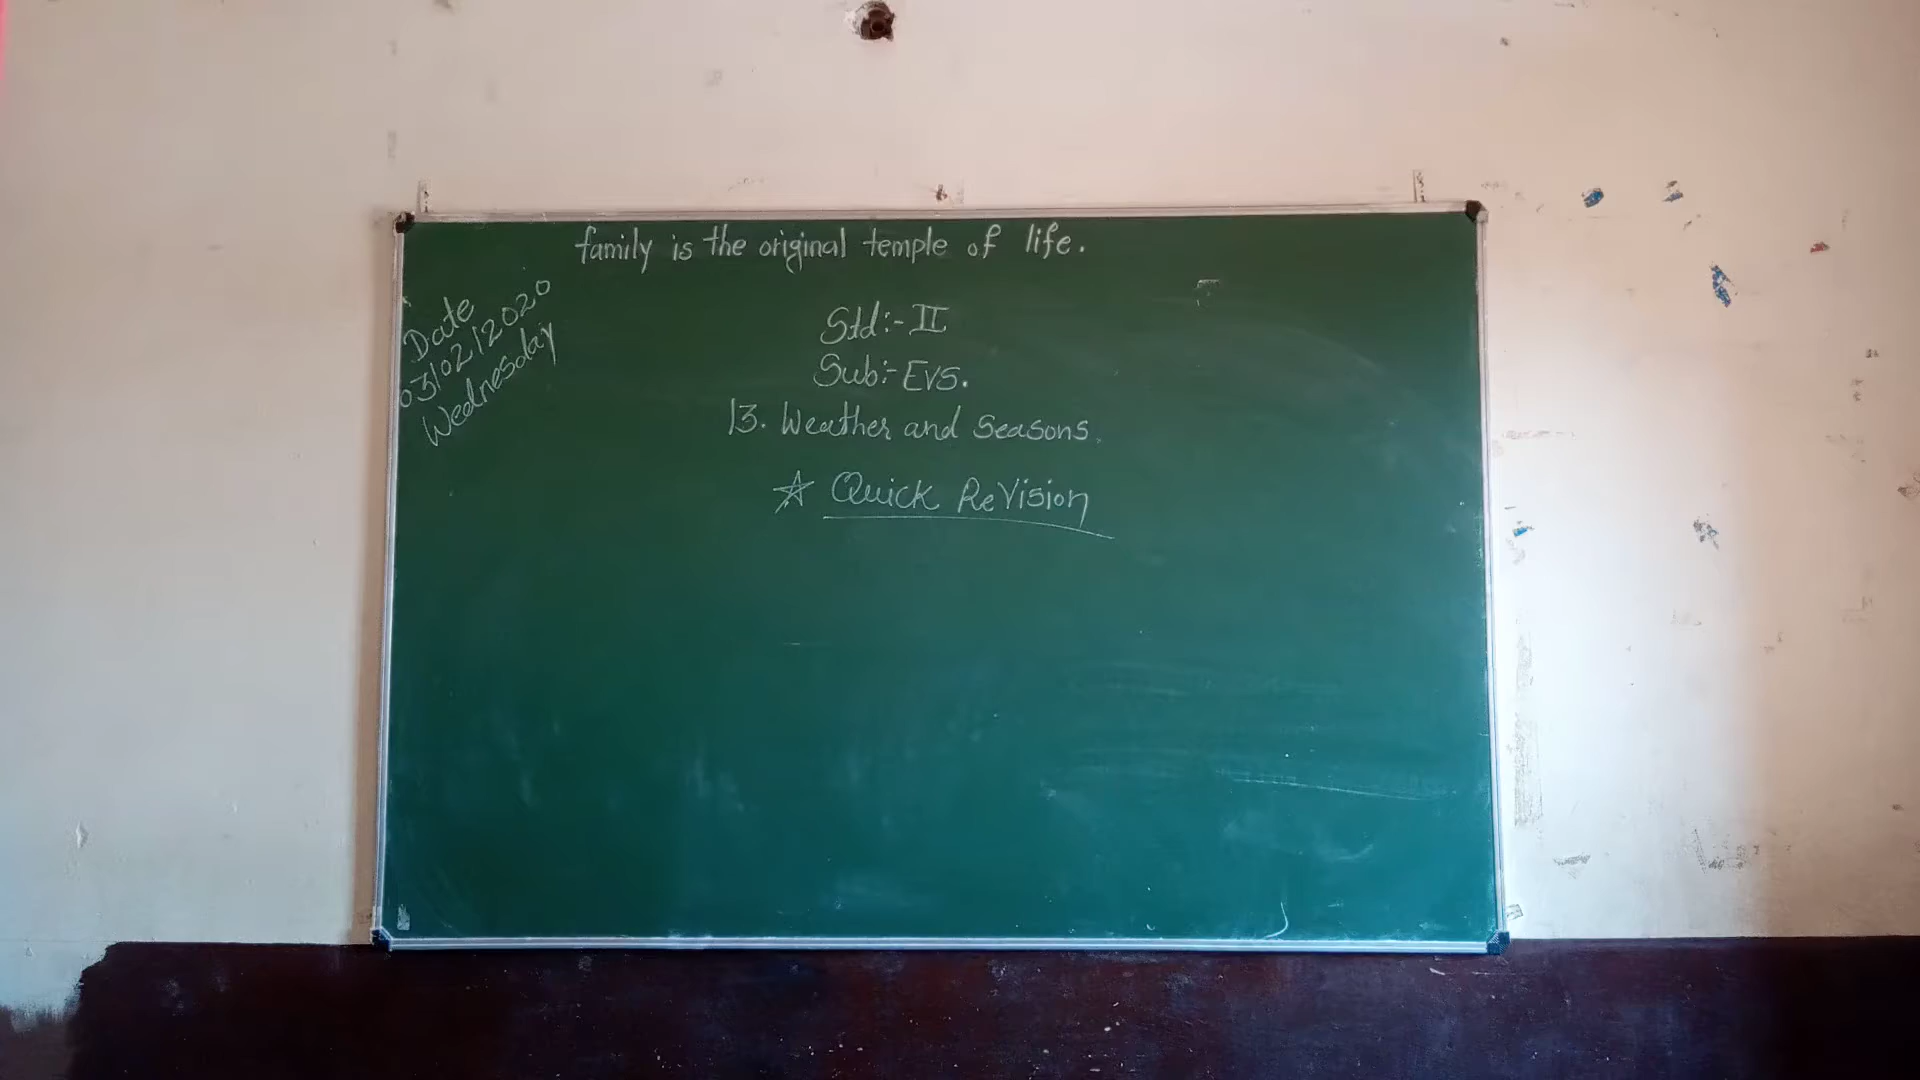 family is the original temple of life.
Date
03/02/2020
Wednesday
Std:- II
Sub:- Evs.
13. Weather and Seasons.
☆ Quick ReVision